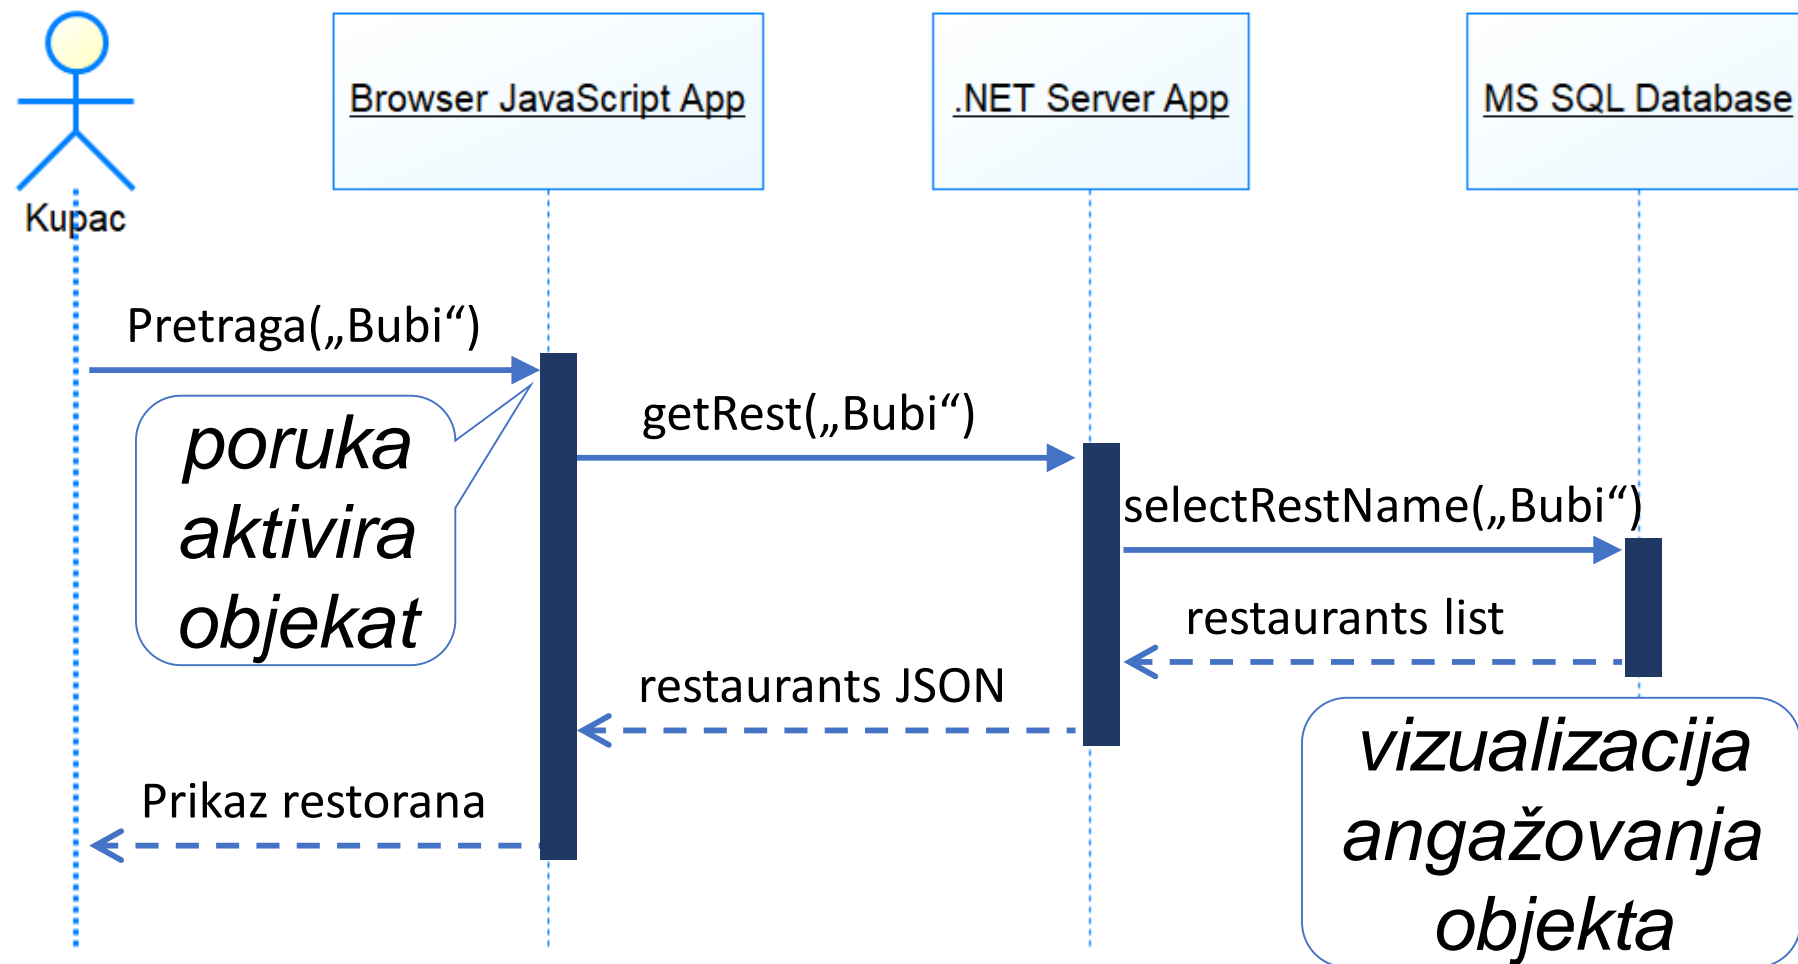 Browser JavaScript App
.NET Server App
MS SQL Database
Kupac
Pretraga(„Bubi“)
poruka
aktivira
objekat
getRest(„Bubi“)
selectRestName(„Bubi“)
restaurants list
restaurants JSON
Prikaz restorana
vizualizacija
angažovanja
objekta